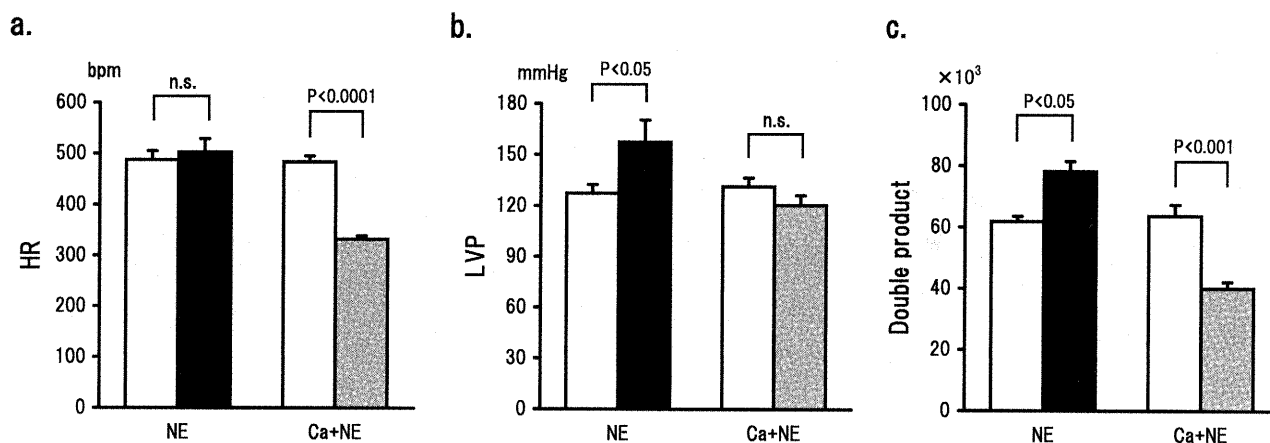 a.
bpm
600
500
400
300
200
100
0
HR
n.s.
P<0.0001
NE
Ca+NE
b.
mmHg
180
150
120
90
60
30
0
LVP
P<0.05
n.s.
NE
Ca+NE
c.
×10³
100
80
60
40
20
0
Double product
P<0.05
P<0.001
NE
Ca+NE